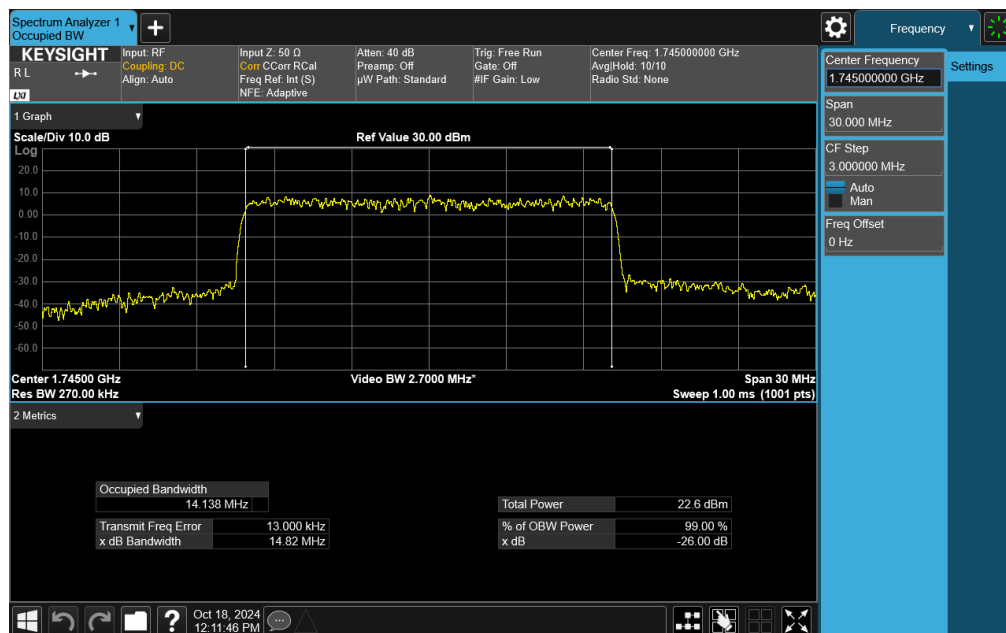 Spectrum Analyzer 1
Occupied BW
Frequency
KEYSIGHT
R L
LXI
Input: RF
Coupling: DC
Align: Auto
Input Z: 50 Ω
Corr CCorr RCal
Freq Ref: Int (S)
NFE: Adaptive
Atten: 40 dB
Preamp: Off
µW Path: Standard
Trig: Free Run
Gate: Off
#IF Gain: Low
Center Freq: 1.745000000 GHz
Avg|Hold: 10/10
Radio Std: None
Center Frequency
1.745000000 GHz
Settings
Span
30.000 MHz
CF Step
3.000000 MHz
Auto
Man
Freq Offset
0 Hz
1 Graph
Scale/Div 10.0 dB
Ref Value 30.00 dBm
Log
20.0
10.0
0.00
-10.0
-20.0
-30.0
-40.0
-50.0
-60.0
Center 1.74500 GHz
Video BW 2.7000 MHz*
Span 30 MHz
Res BW 270.00 kHz
Sweep 1.00 ms (1001 pts)
2 Metrics
Occupied Bandwidth
14.138 MHz
Total Power 22.6 dBm
Transmit Freq Error 13.000 kHz
% of OBW Power 99.00 %
x dB Bandwidth 14.82 MHz
x dB -26.00 dB
?
Oct 18, 2024
12:11:46 PM